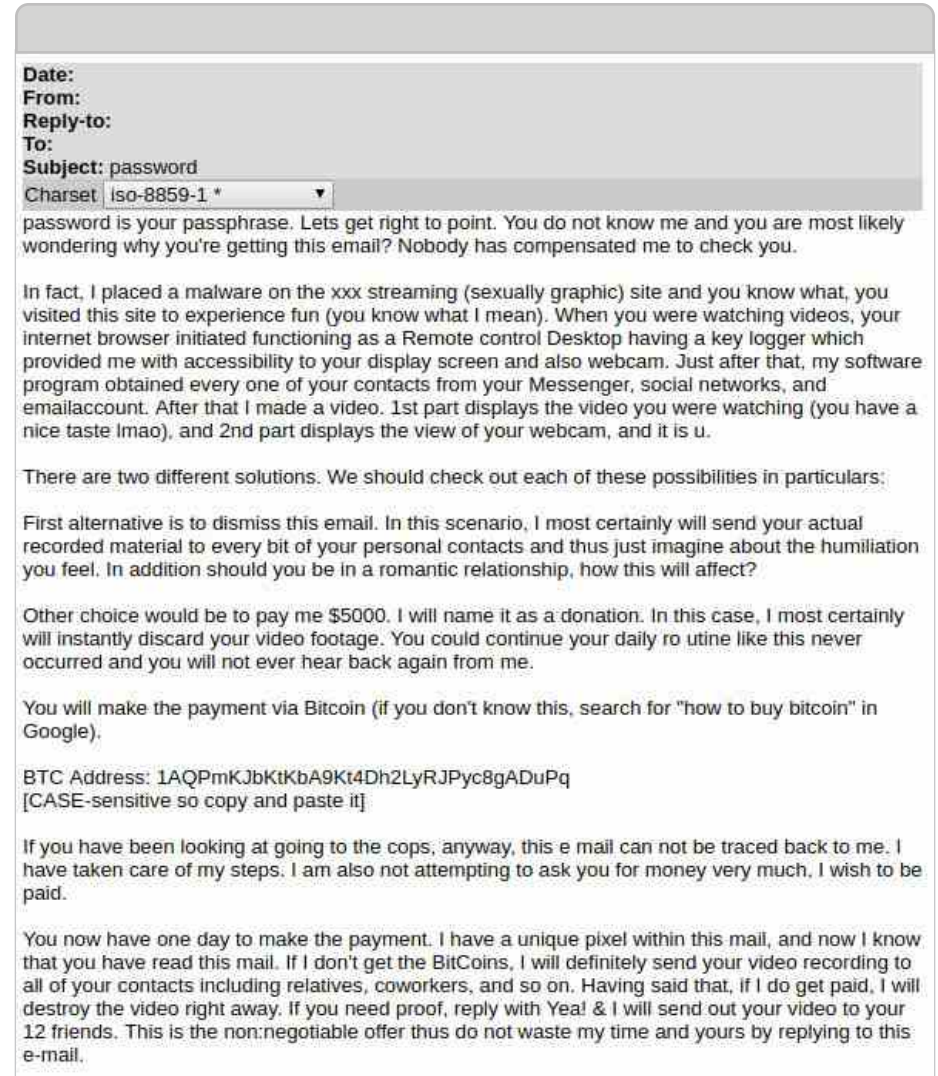 Date:
From:
Reply-to:
To:
Subject: password
Charset iso-8859-1 *
password is your passphrase. Lets get right to point. You do not know me and you are most likely
wondering why you're getting this email? Nobody has compensated me to check you.
In fact, I placed a malware on the xxx streaming (sexually graphic) site and you know what, you
visited this site to experience fun (you know what I mean). When you were watching videos, your
internet browser initiated functioning as a Remote control Desktop having a key logger which
provided me with accessibility to your display screen and also webcam. Just after that, my software
program obtained every one of your contacts from your Messenger, social networks, and
emailaccount. After that I made a video. 1st part displays the video you were watching (you have a
nice taste lmao), and 2nd part displays the view of your webcam, and it is u.
There are two different solutions. We should check out each of these possibilities in particulars:
First alternative is to dismiss this email. In this scenario, I most certainly will send your actual
recorded material to every bit of your personal contacts and thus just imagine about the humiliation
you feel. In addition should you be in a romantic relationship, how this will affect?
Other choice would be to pay me $5000. I will name it as a donation. In this case, I most certainly
will instantly discard your video footage. You could continue your daily ro utine like this never
occurred and you will not ever hear back again from me.
You will make the payment via Bitcoin (if you don't know this, search for "how to buy bitcoin" in
Google).
BTC Address: 1AQPmKJbKtKbA9Kt4Dh2LyRJPyc8gADuPq
[CASE-sensitive so copy and paste it]
If you have been looking at going to the cops, anyway, this e mail can not be traced back to me. I
have taken care of my steps. I am also not attempting to ask you for money very much, I wish to be
paid.
You now have one day to make the payment. I have a unique pixel within this mail, and now I know
that you have read this mail. If I don't get the BitCoins, I will definitely send your video recording to
all of your contacts including relatives, coworkers, and so on. Having said that, if I do get paid, I will
destroy the video right away. If you need proof, reply with Yea! & I will send out your video to your
12 friends. This is the non:negotiable offer thus do not waste my time and yours by replying to this
e-mail.